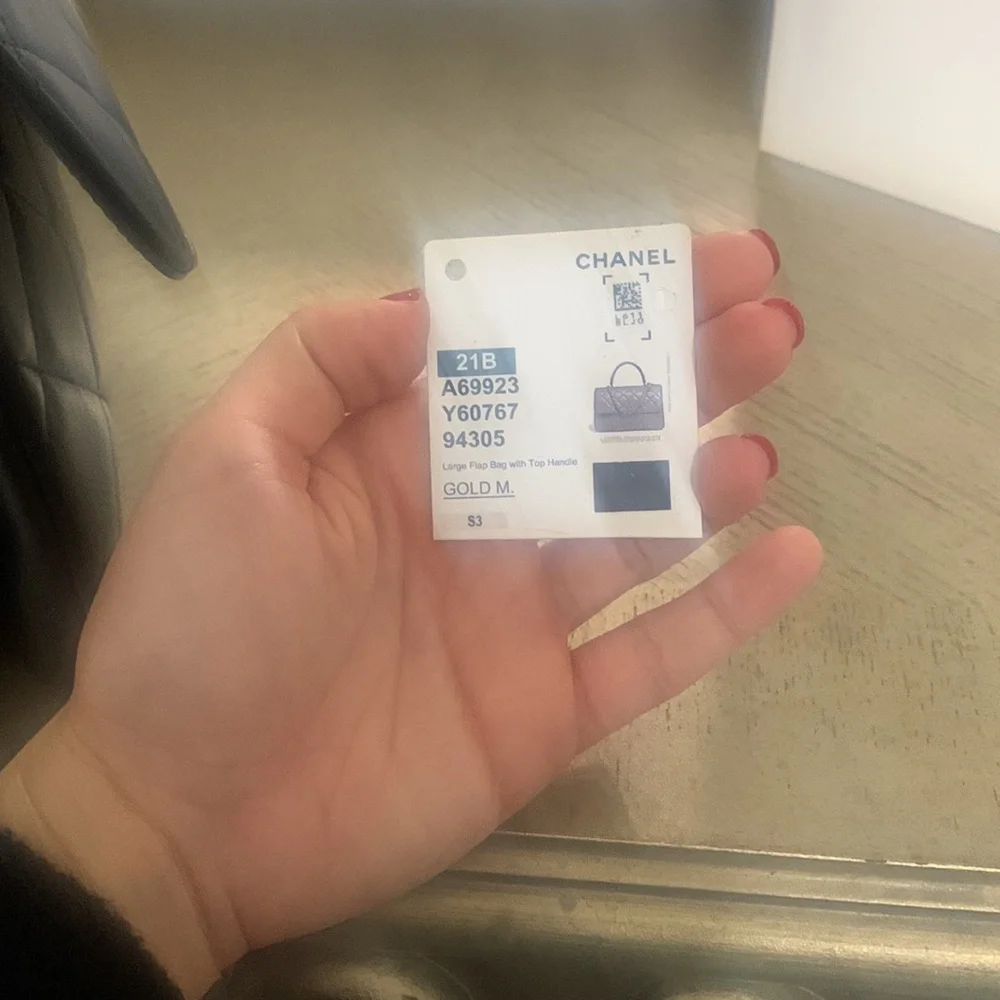 CHANEL
21B
A69923
Y60767
94305
Large Flap Bag with Top Handle
GOLD M.
S3